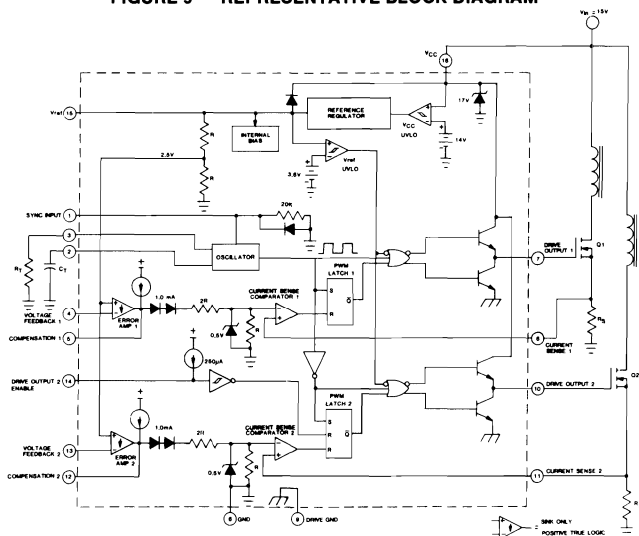 FIGURE 9 — REPRESENTATIVE BLOCK DIAGRAM
Vin = 15V
VCC
16
Vref 15
INTERNAL BIAS
REFERENCE REGULATOR
VCC UVLO
17V
14V
R
R
2.5V
3.6V
Vref UVLO
SYNC INPUT 1
20K
3
2
OSCILLATOR
RT
CT
VOLTAGE FEEDBACK 1 4
COMPENSATION 1 5
ERROR AMP 1
1.0 mA
2R
0.5V
R
CURRENT SENSE COMPARATOR 1
PWM LATCH 1
S
R
Q
7 DRIVE OUTPUT 1
Q1
RS
6 CURRENT SENSE 1
DRIVE OUTPUT 2 ENABLE 14
250μA
VOLTAGE FEEDBACK 2 13
COMPENSATION 2 12
ERROR AMP 2
1.0mA
2R
0.5V
R
CURRENT SENSE COMPARATOR 2
PWM LATCH 2
S
R
Q
10 DRIVE OUTPUT 2
Q2
11 CURRENT SENSE 2
R
GND
9 DRIVE GND
= SINK ONLY POSITIVE TRUE LOGIC